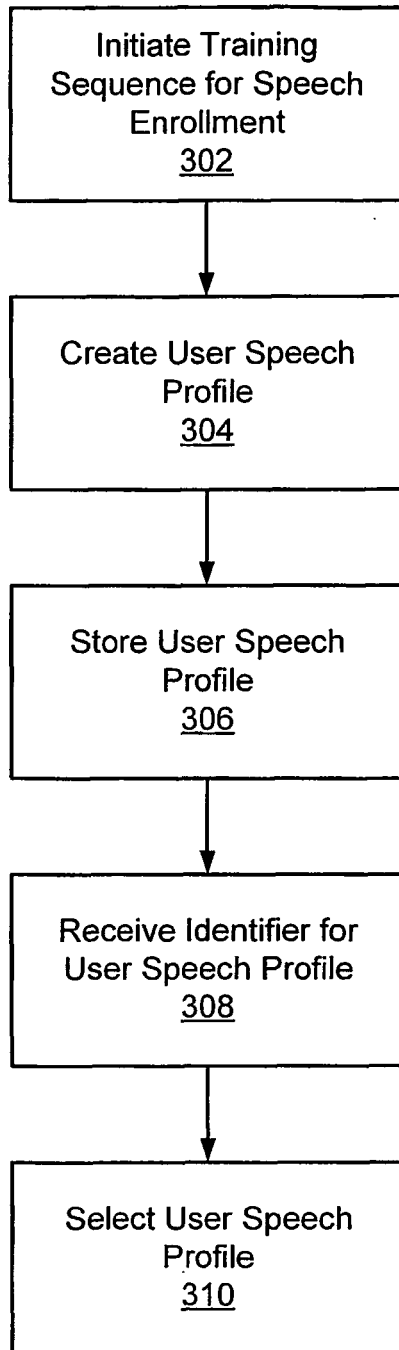 Initiate Training
Sequence for Speech
Enrollment
302
Create User Speech
Profile
304
Store User Speech
Profile
306
Receive Identifier for
User Speech Profile
308
Select User Speech
Profile
310